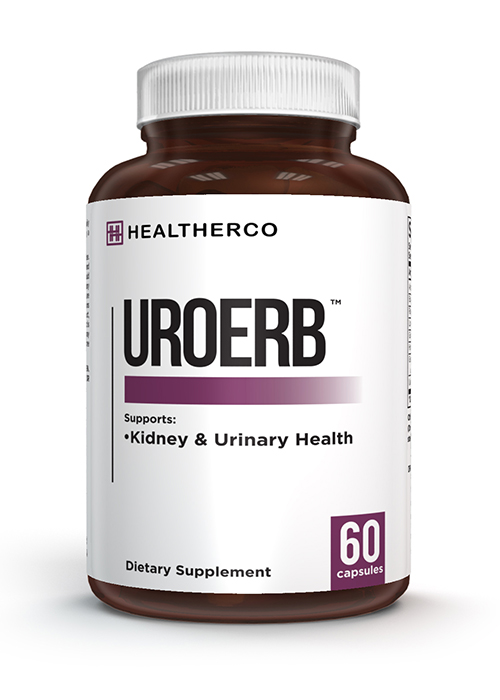 H HEALTHERCO
UROERB™
Supports:
•Kidney & Urinary Health
Dietary Supplement
60
capsules